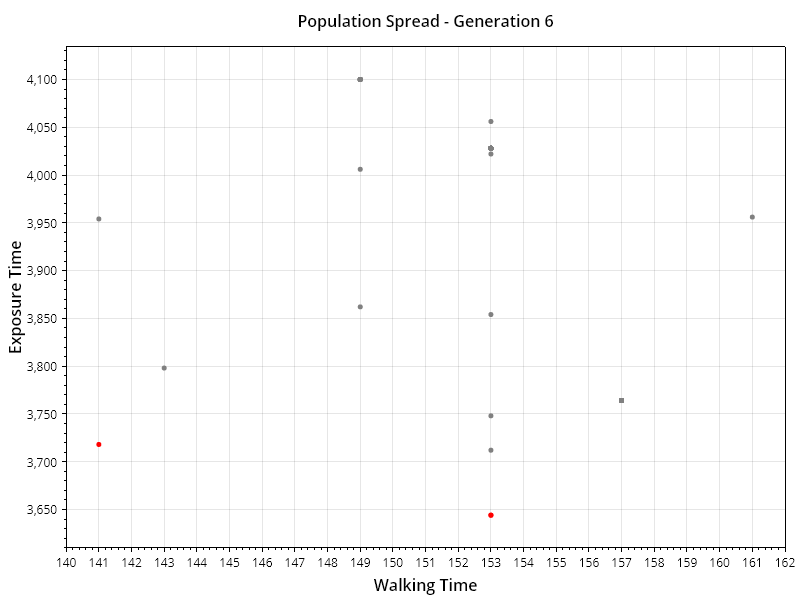 Population Spread - Generation 6
4,100
4,050
4,000
3,950
3,900
3,850
3,800
3,750
3,700
3,650
Exposure Time
140 141 142 143 144 145 146 147 148 149 150 151 152 153 154 155 156 157 158 159 160 161 162
Walking Time